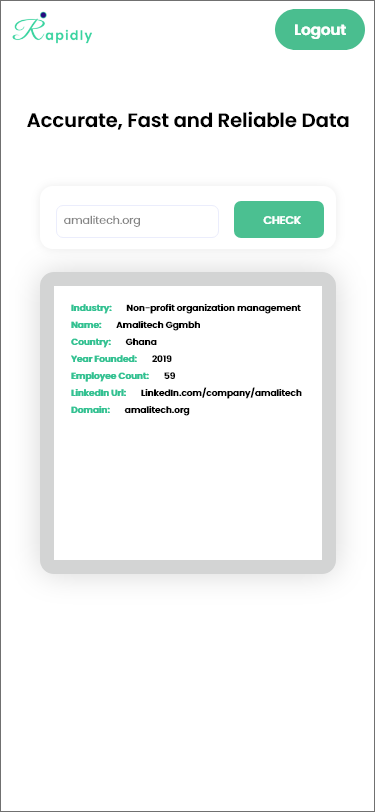 Rapidly
Logout
Accurate, Fast and Reliable Data
amalitech.org
CHECK
Industry: Non-profit organization management
Name: Amalitech Ggmbh
Country: Ghana
Year Founded: 2019
Employee Count: 59
LinkedIn Url: LinkedIn.com/company/amalitech
Domain: amalitech.org